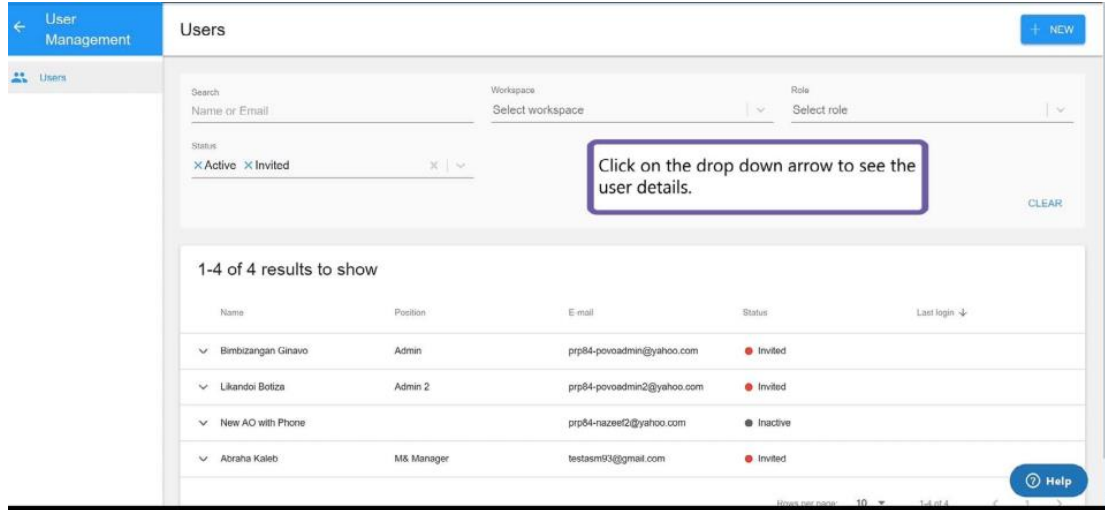 User
Management
Users
+ NEW
Users
Search
Name or Email
Workspace
Select workspace
Role
Select role
Status
×Active ×Invited
Click on the drop down arrow to see the
user details.
CLEAR
1-4 of 4 results to show
Name Position E-mail Status Last login
Bimbizangan Ginavo Admin prp84-povoadmin@yahoo.com Invited
Likandoi Botiza Admin 2 prp84-povoadmin2@yahoo.com Invited
New AO with Phone prp84-nazeef2@yahoo.com Inactive
Abraha Kaleb M& Manager testasm93@gmail.com Invited
Help
Rows per page: 10 1-4 of 4 1